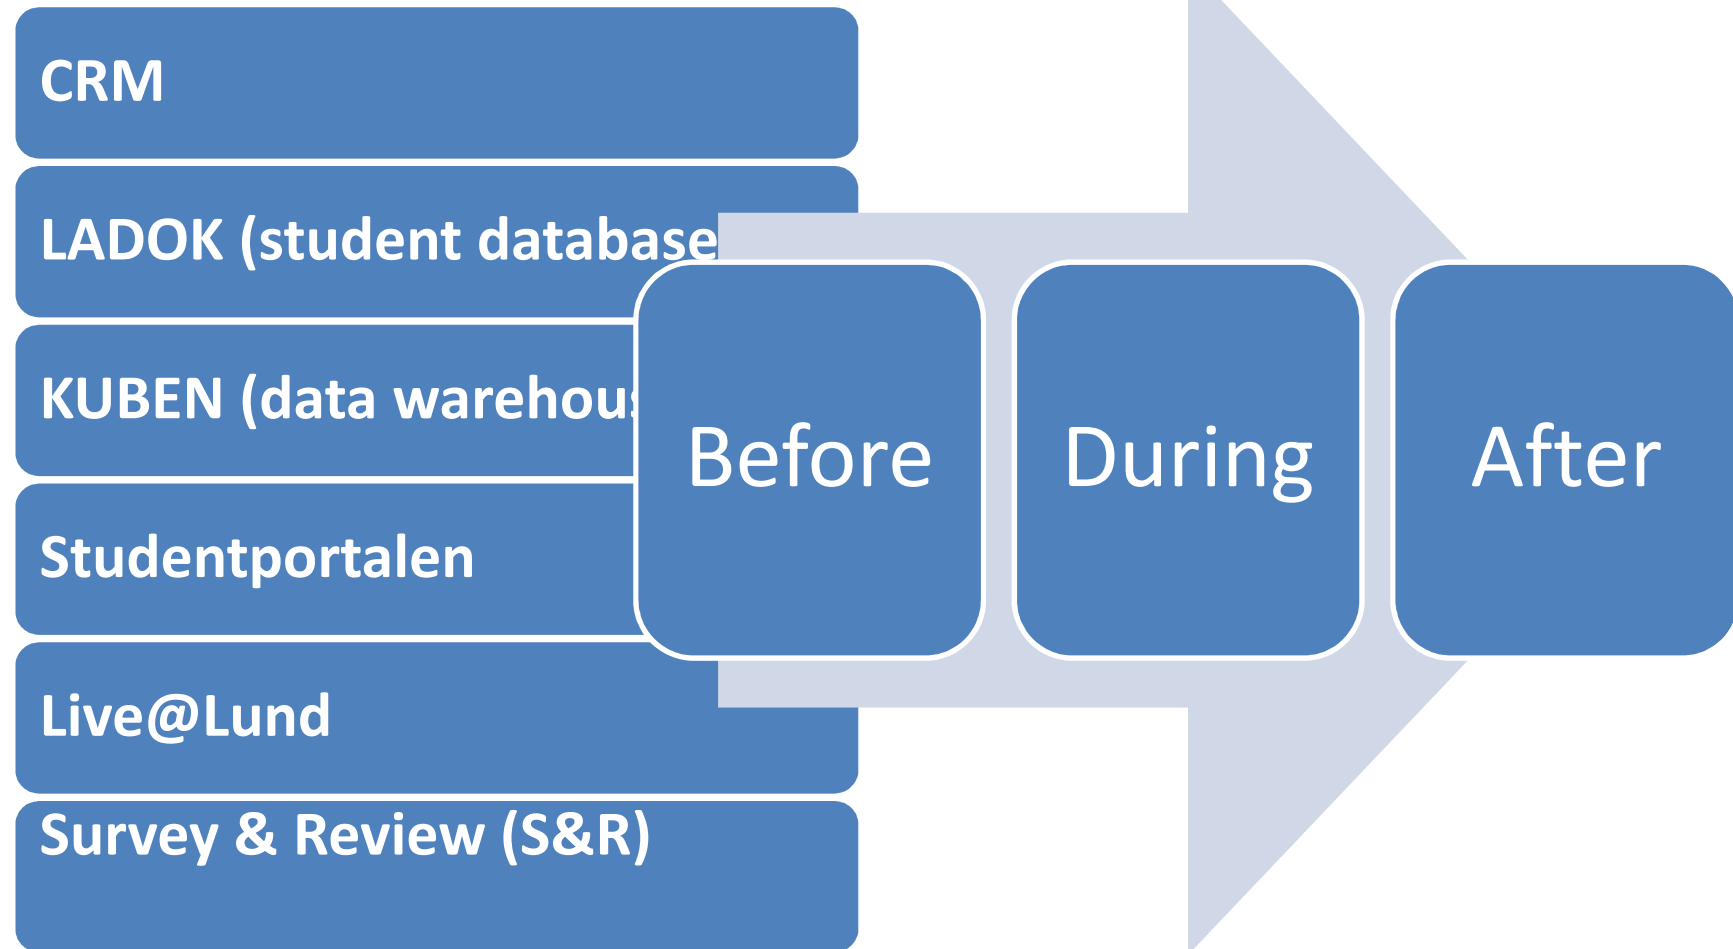 CRM
LADOK (student database
KUBEN (data warehous
Studentportalen
Live@Lund
Survey & Review (S&R)
Before
During
After